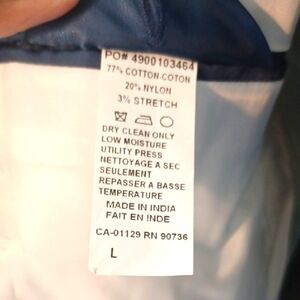 PO# 4900103464
77% COTTON-COTON
20% NYLON
3% STRETCH
DRY CLEAN ONLY
LOW MOISTURE
UTILITY PRESS
NETTOYAGE A SEC
SEULEMENT
REPASSER A BASSE
TEMPERATURE
MADE IN INDIA
FAIT EN INDE
CA-01129 RN 90736
L